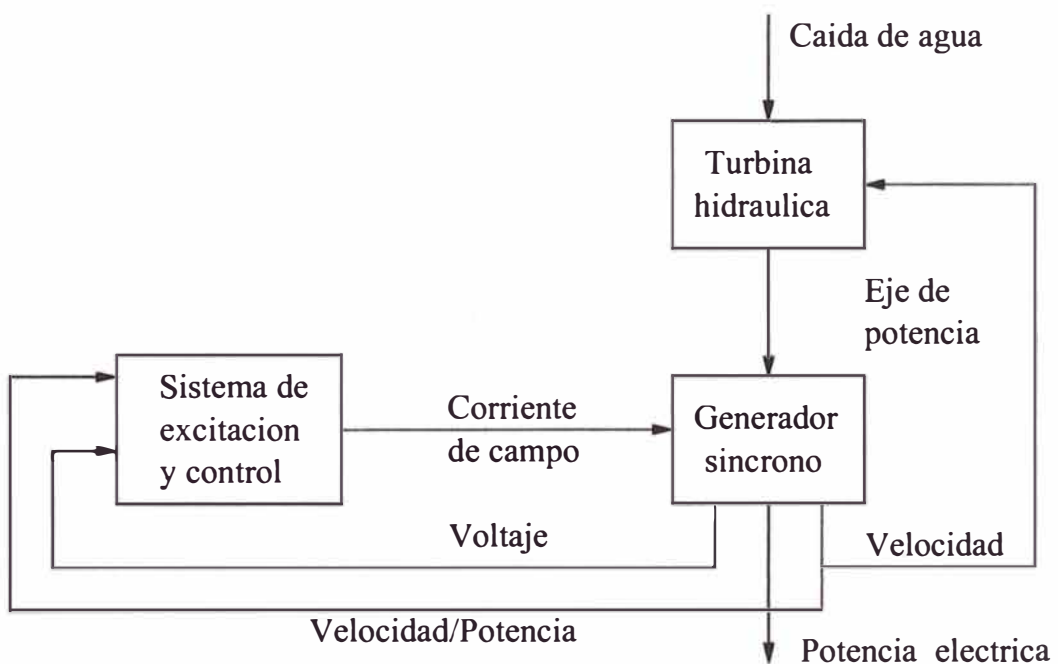 Caida de agua
Turbina
hidraulica
Eje de
potencia
Sistema de
excitacion
y control
Corriente
de campo
Generador
sincrono
Voltaje
Velocidad
Velocidad/Potencia
Potencia electrica